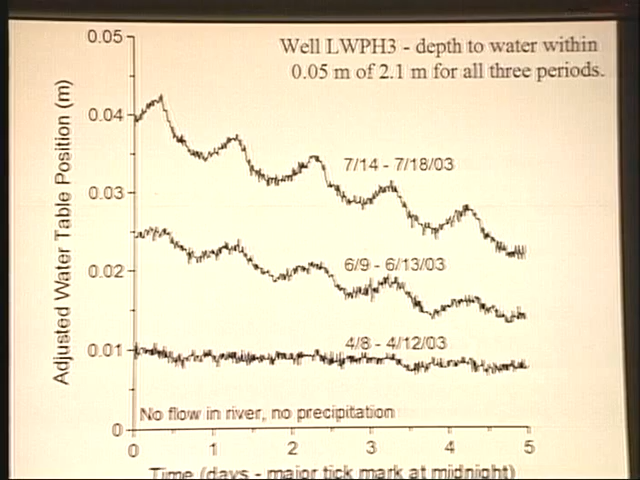 Well LWPH3 - depth to water within
0.05 m of 2.1 m for all three periods.
Adjusted Water Table Position (m)
0.05
0.04
0.03
0.02
0.01
0
7/14 - 7/18/03
6/9 - 6/13/03
4/8 - 4/12/03
No flow in river, no precipitation
0 1 2 3 4 5
Time (days - major tick mark at midnight)